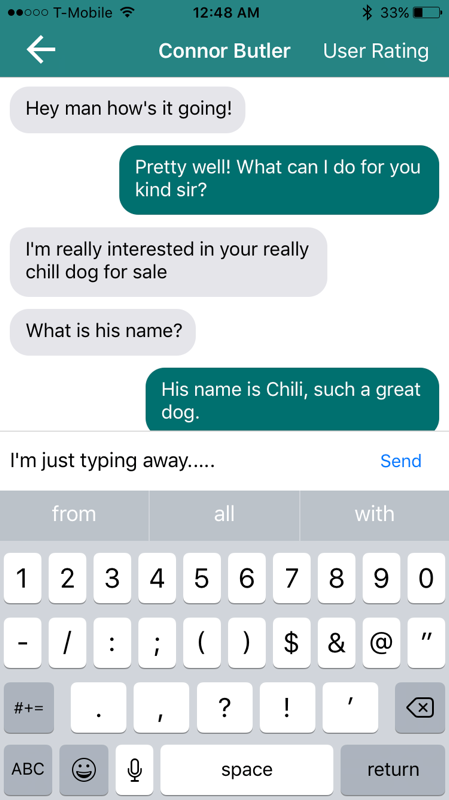 T-Mobile 12:48 AM 33%
Connor Butler User Rating
Hey man how's it going!
Pretty well! What can I do for you
kind sir?
I'm really interested in your really
chill dog for sale
What is his name?
His name is Chili, such a great
dog.
I'm just typing away..... Send
from all with
1 2 3 4 5 6 7 8 9 0
- / : ; ( ) $ & @ "
#+= . , ? ! '
ABC space return